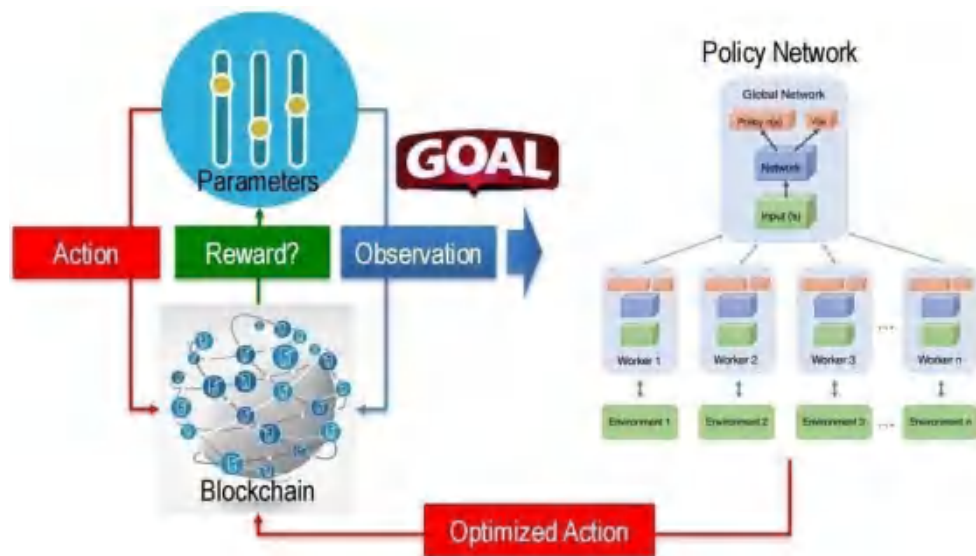 Policy Network
Global Network
Policy π(s)
V(s)
Network
Input (s)
Parameters
GOAL
Action
Reward?
Observation
Worker 1
Worker 2
Worker 3
...
Worker n
Environment 1
Environment 2
Environment 3
...
Environment n
Blockchain
Optimized Action